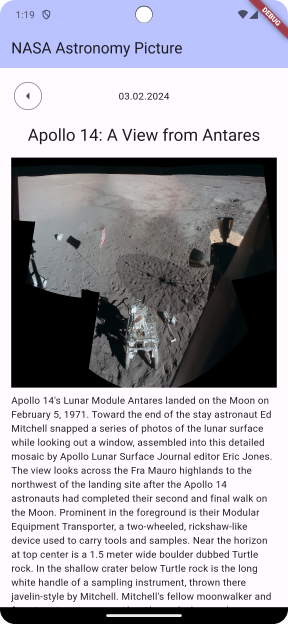 1:19
DEBUG
NASA Astronomy Picture
03.02.2024
Apollo 14: A View from Antares
Apollo 14's Lunar Module Antares landed on the Moon on
February 5, 1971. Toward the end of the stay astronaut Ed
Mitchell snapped a series of photos of the lunar surface
while looking out a window, assembled into this detailed
mosaic by Apollo Lunar Surface Journal editor Eric Jones.
The view looks across the Fra Mauro highlands to the
northwest of the landing site after the Apollo 14
astronauts had completed their second and final walk on
the Moon. Prominent in the foreground is their Modular
Equipment Transporter, a two-wheeled, rickshaw-like
device used to carry tools and samples. Near the horizon
at top center is a 1.5 meter wide boulder dubbed Turtle
rock. In the shallow crater below Turtle rock is the long
white handle of a sampling instrument, thrown there
javelin-style by Mitchell. Mitchell's fellow moonwalker and